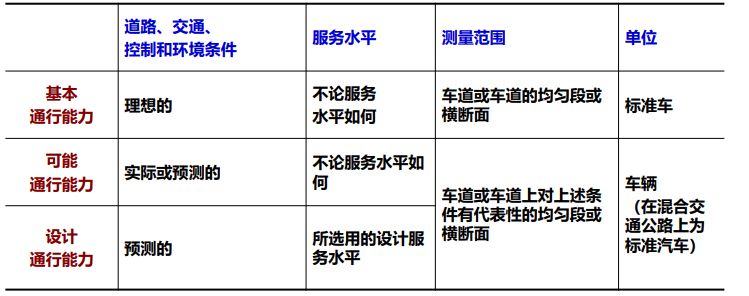 道路、交通、
控制和环境条件
服务水平
测量范围
单位
基本
通行能力
理想的
不论服务
水平如何
车道或车道的均匀段或
横断面
标准车
可能
通行能力
实际或预测的
不论服务水平如
何
车道或车道上对上述条
件有代表性的均匀段或
横断面
车辆
（在混合交
通公路上为
标准汽车）
设计
通行能力
预测的
所选用的设计服
务水平